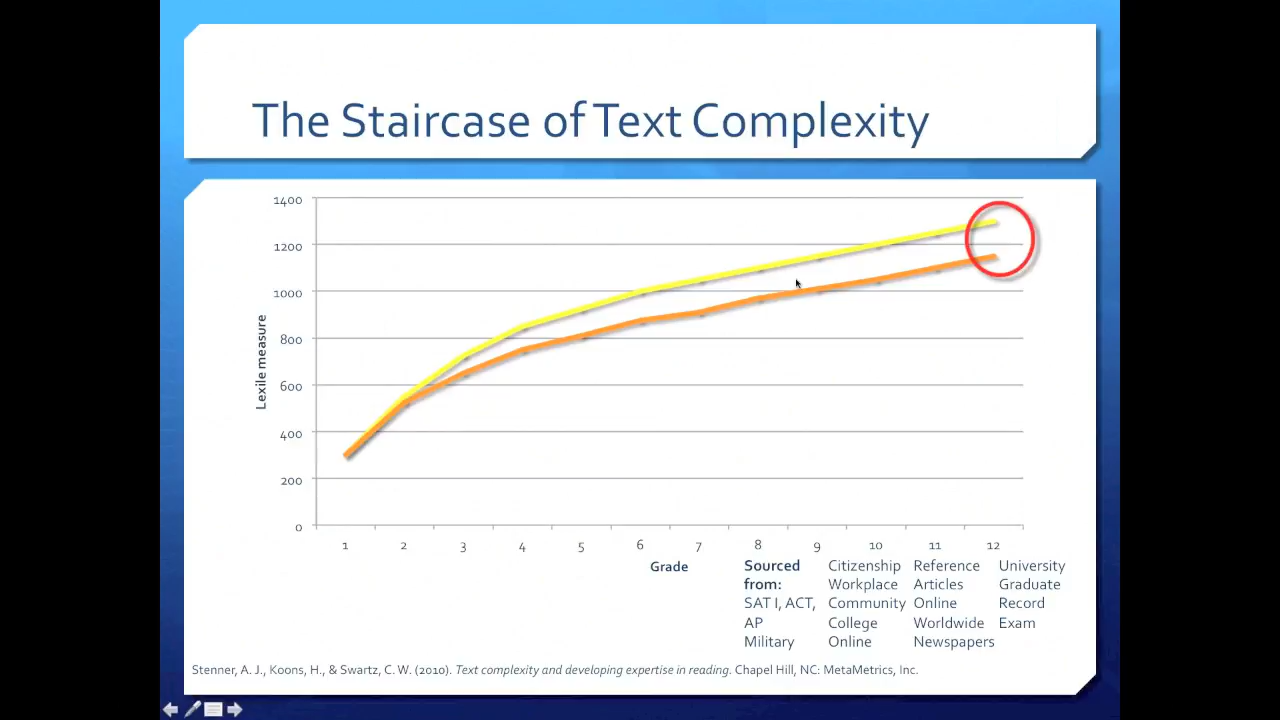 The Staircase of Text Complexity
1400
1200
1000
800
600
400
200
0
Lexile measure
1 2 3 4 5 6 7 8 9 10 11 12
Grade
Sourced from:
SAT I, ACT,
AP
Military
Citizenship
Workplace
Community
College
Online
Reference
Articles
Online
Worldwide
Newspapers
University
Graduate
Record
Exam
Stenner, A. J., Koons, H., & Swartz, C. W. (2010). Text complexity and developing expertise in reading. Chapel Hill, NC: MetaMetrics, Inc.